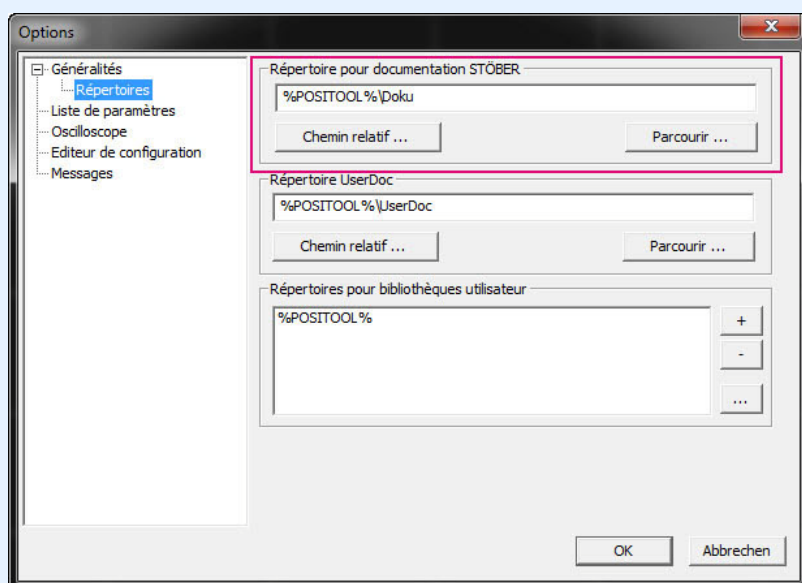 Options
Généralités
Répertoires
Liste de paramètres
Oscilloscope
Editeur de configuration
Messages
Répertoire pour documentation STÖBER
%POSITOOL%\Doku
Chemin relatif ...
Parcourir ...
Répertoire UserDoc
%POSITOOL%\UserDoc
Chemin relatif ...
Parcourir ...
Répertoires pour bibliothèques utilisateur
%POSITOOL%
+
-
...
OK
Abbrechen